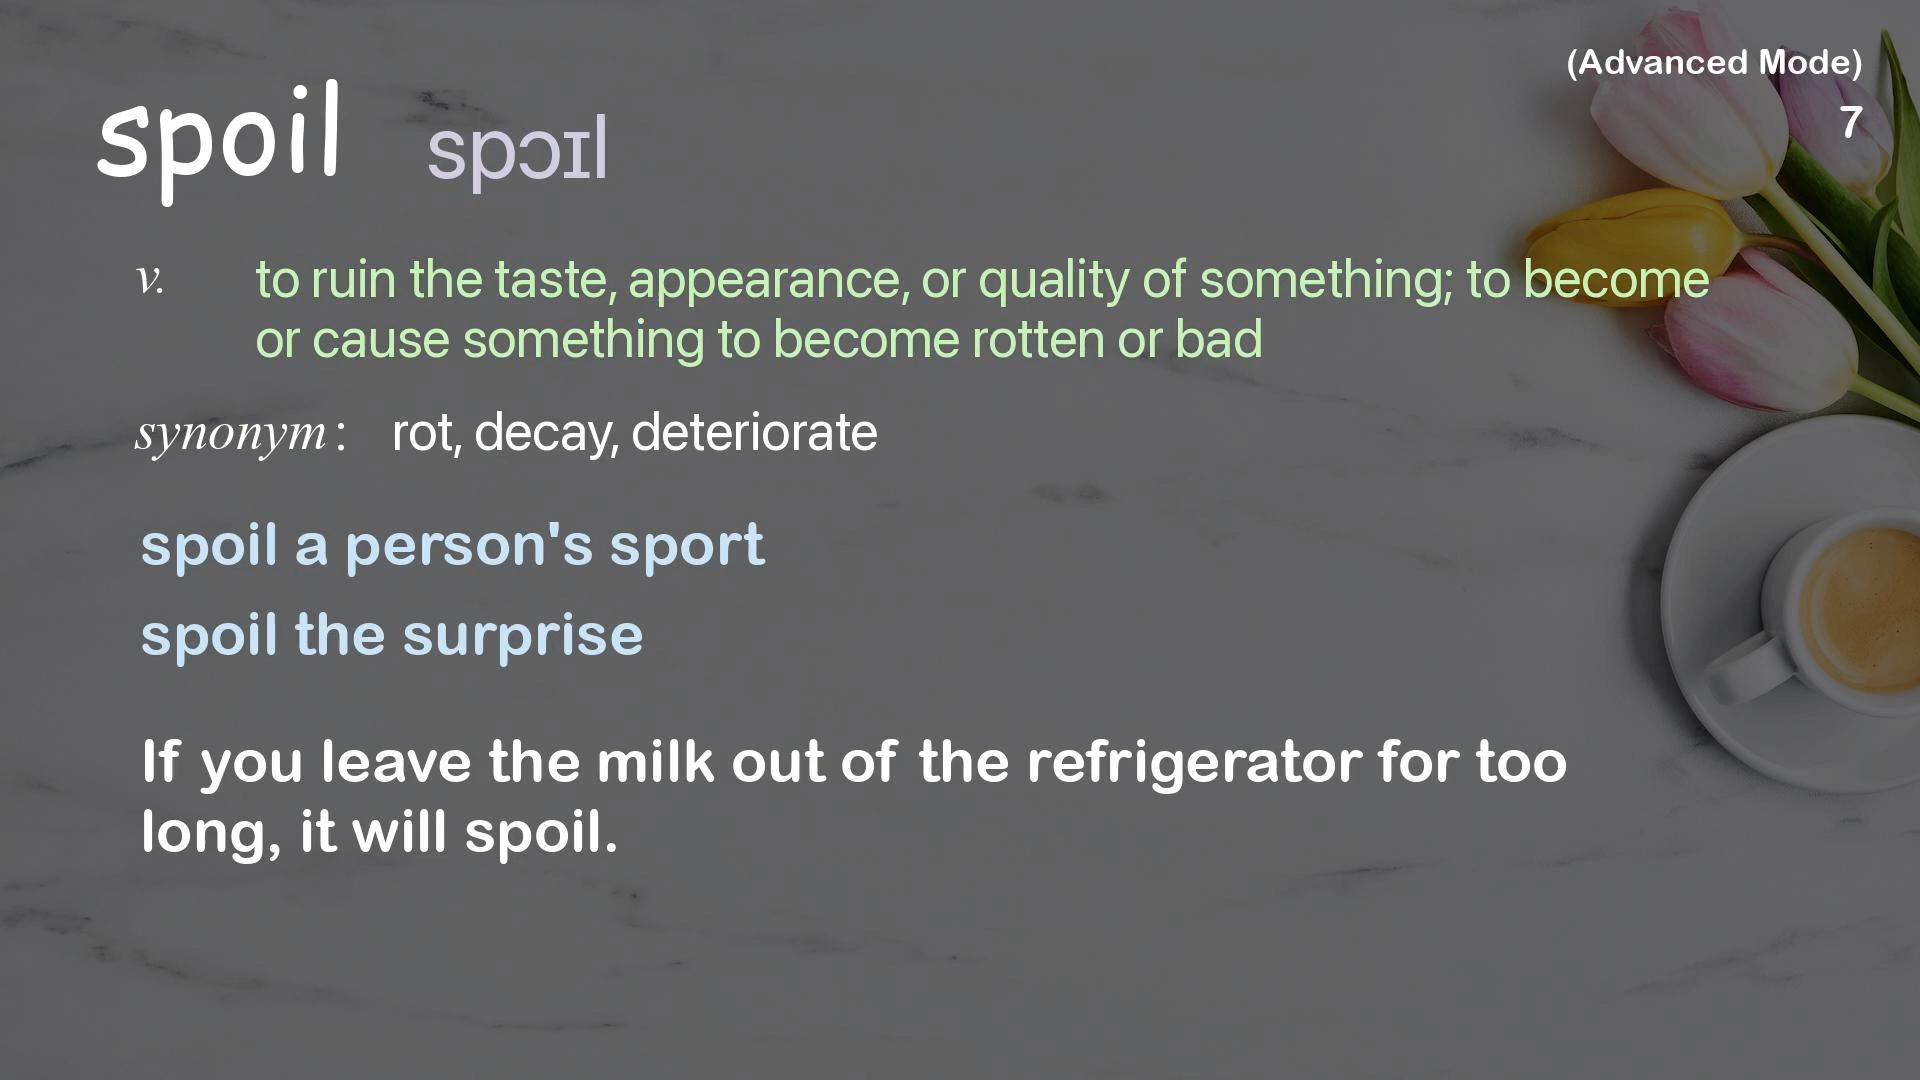 (Advanced Mode)
7
spoil spɔɪl
v. to ruin the taste, appearance, or quality of something; to become
or cause something to become rotten or bad
synonym : rot, decay, deteriorate
spoil a person's sport
spoil the surprise
If you leave the milk out of the refrigerator for too
long, it will spoil.